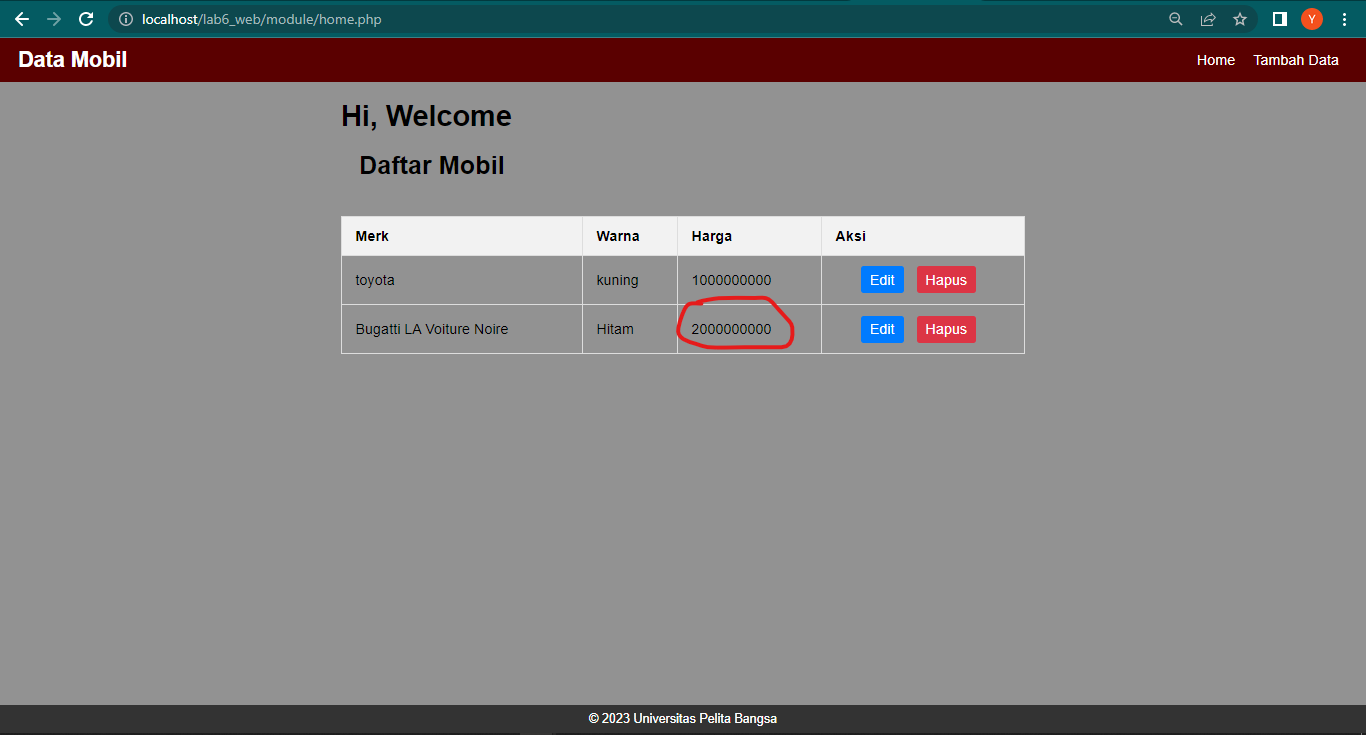 localhost/lab6_web/module/home.php
Y
Data Mobil Home Tambah Data
Hi, Welcome
Daftar Mobil
Merk Warna Harga Aksi
toyota kuning 1000000000 Edit Hapus
Bugatti LA Voiture Noire Hitam 2000000000 Edit Hapus
© 2023 Universitas Pelita Bangsa